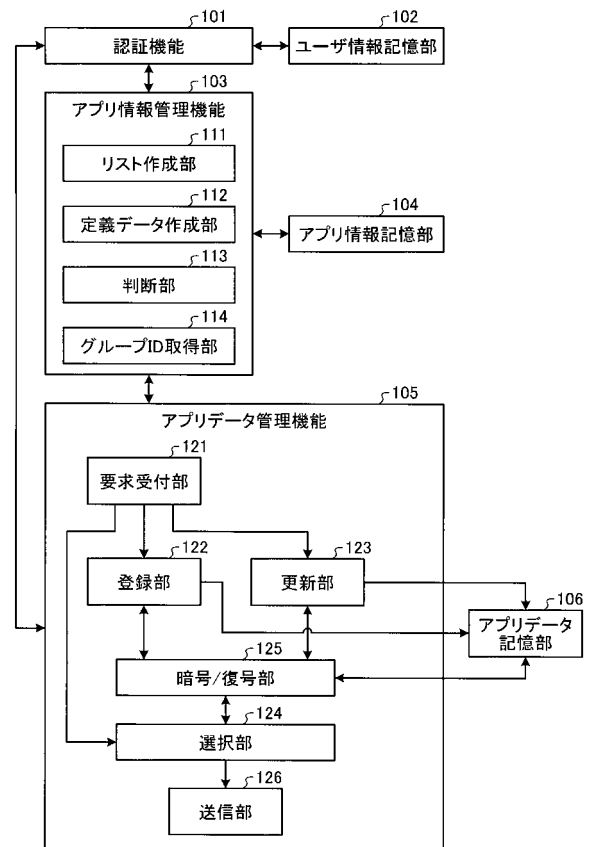 101
認証機能
102
ユーザ情報記憶部
103
アプリ情報管理機能
111
リスト作成部
112
定義データ作成部
113
判断部
114
グループID取得部
104
アプリ情報記憶部
105
アプリデータ管理機能
121
要求受付部
122
登録部
123
更新部
106
アプリデータ
記憶部
125
暗号/復号部
124
選択部
126
送信部